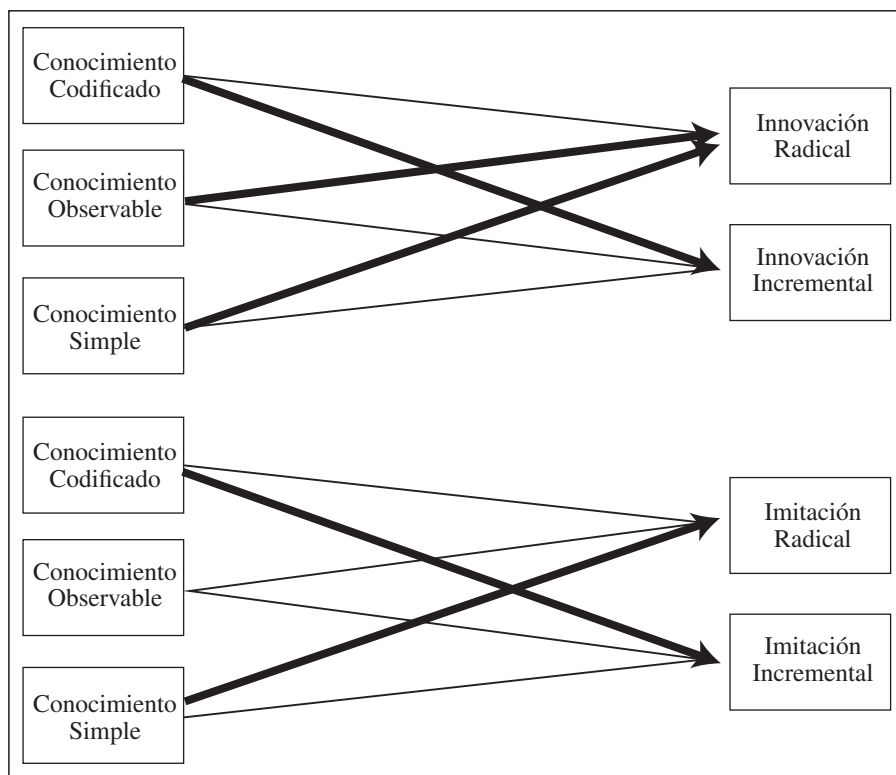 Conocimiento
Codificado
Conocimiento
Observable
Conocimiento
Simple
Innovación
Radical
Innovación
Incremental
Conocimiento
Codificado
Conocimiento
Observable
Conocimiento
Simple
Imitación
Radical
Imitación
Incremental